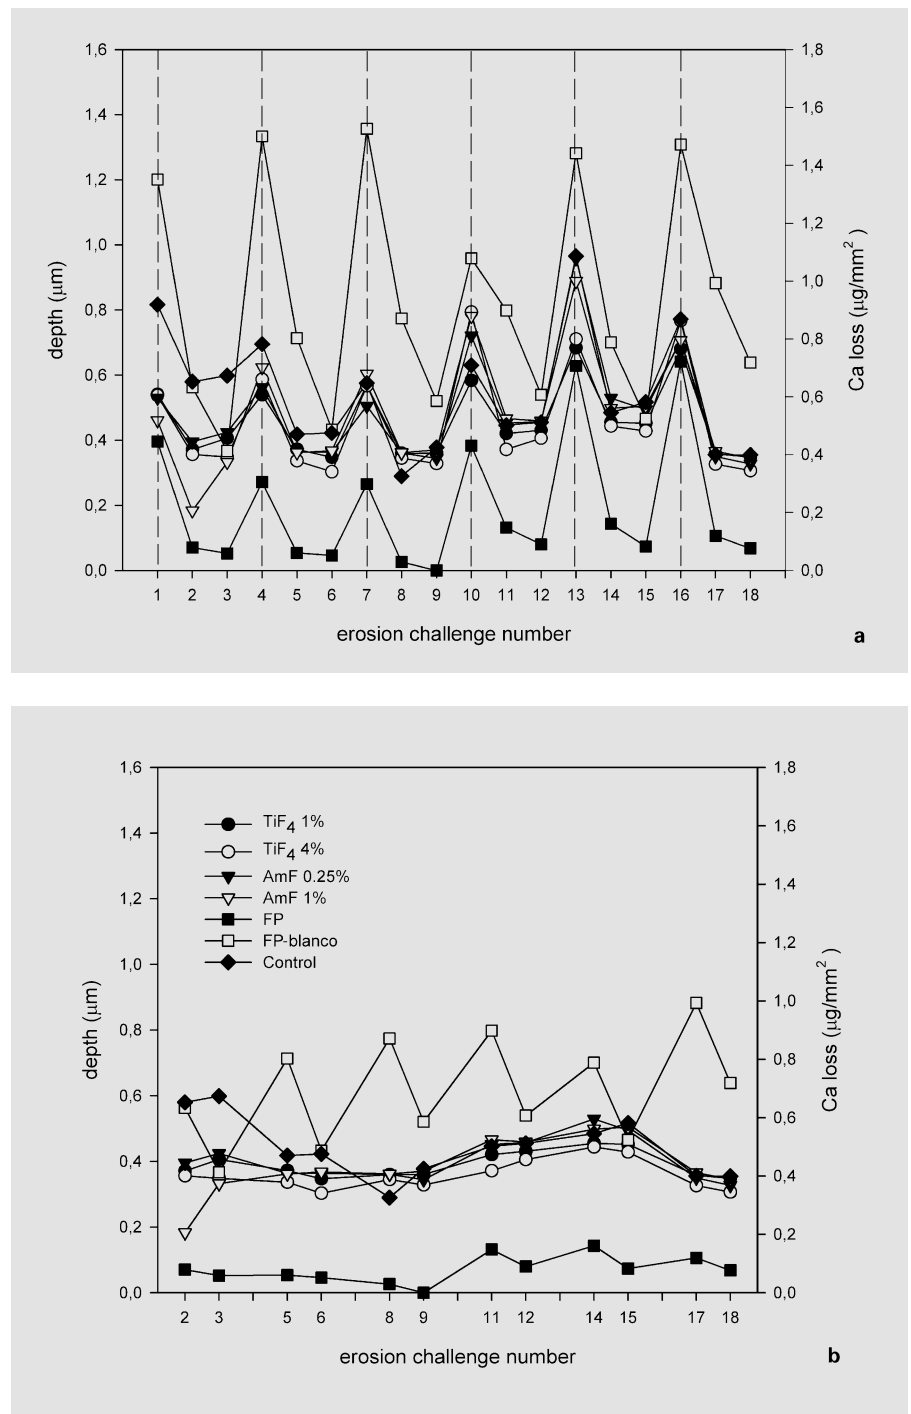 1,6
1,4
1,2
1,0
0,8
0,6
0,4
0,2
0,0
depth (µm)
1,8
1,6
1,4
1,2
1,0
0,8
0,6
0,4
0,2
0,0
Ca loss (µg/mm²)
1 2 3 4 5 6 7 8 9 10 11 12 13 14 15 16 17 18
erosion challenge number
a
1,6
1,4
1,2
1,0
0,8
0,6
0,4
0,2
0,0
depth (µm)
TiF4 1%
TiF4 4%
AmF 0.25%
AmF 1%
FP
FP-blanco
Control
1,8
1,6
1,4
1,2
1,0
0,8
0,6
0,4
0,2
0,0
Ca loss (µg/mm²)
2 3 5 6 8 9 11 12 14 15 17 18
erosion challenge number
b